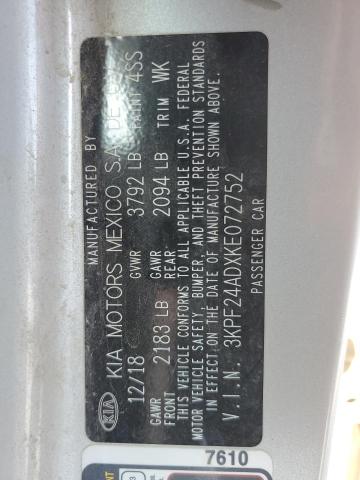 MANUFACTURED BY
KIA KIA MOTORS MEXICO S.A. DE
12/18 GVWR 3792 LB PAINT 4SS
GAWR FRONT 2183 LB GAWR REAR: 2094 LB TRIM WK
THIS VEHICLE CONFORMS TO ALL APPLICABLE U.S.A. FEDERAL
MOTOR VEHICLE SAFETY, BUMPER, AND THEFT PREVENTION STANDARDS
IN EFFECT ON THE DATE OF MANUFACTURE SHOWN ABOVE.
V.I.N. 3KPF24ADXKE072752
PASSENGER CAR
7610